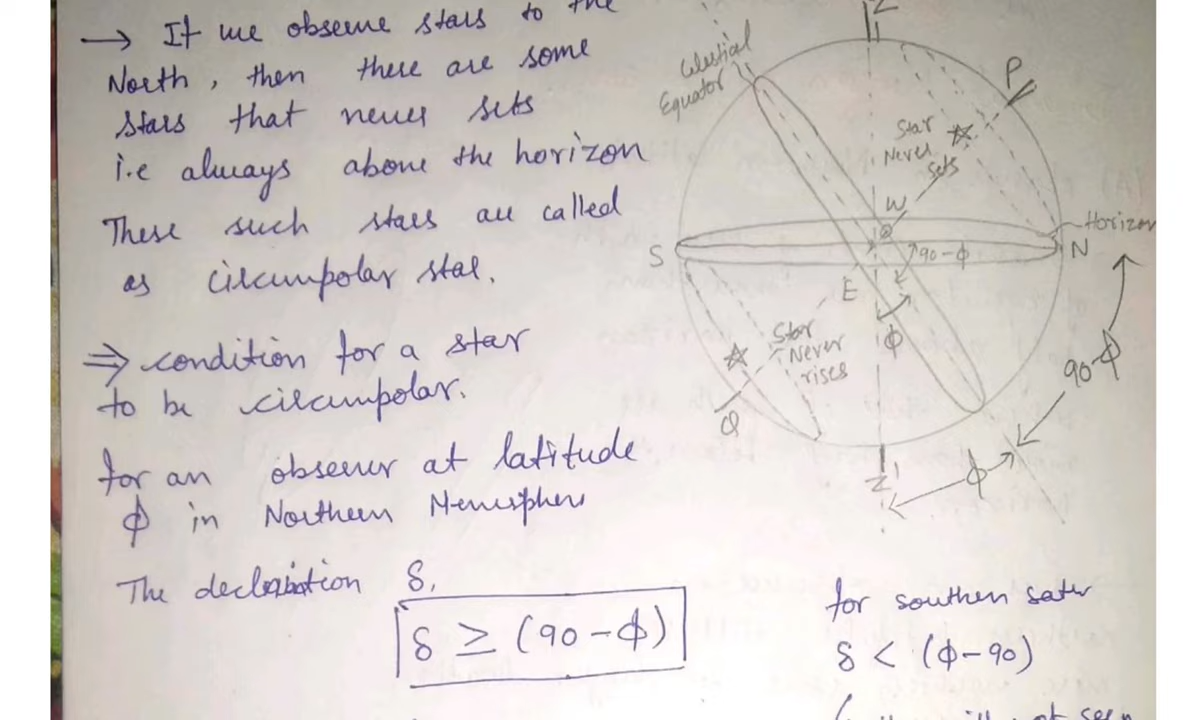 → If we observe stars to the
North, then there are some
stars that never sets
i.e always above the horizon
These such stars are called
as circumpolar star.
⇒ condition for a star
to be circumpolar.
for an observer at latitude
ϕ in Northern Hemisphere
The declination δ,
δ ≥ (90 - ϕ)
Z
Celestial
Equator
P
Star
Never
sets
W
Horizon
S
N
90-ϕ
E
ϕ
Star
Never
rises
Q
90-ϕ
Z'
ϕ
for southen
δ < (ϕ - 90)